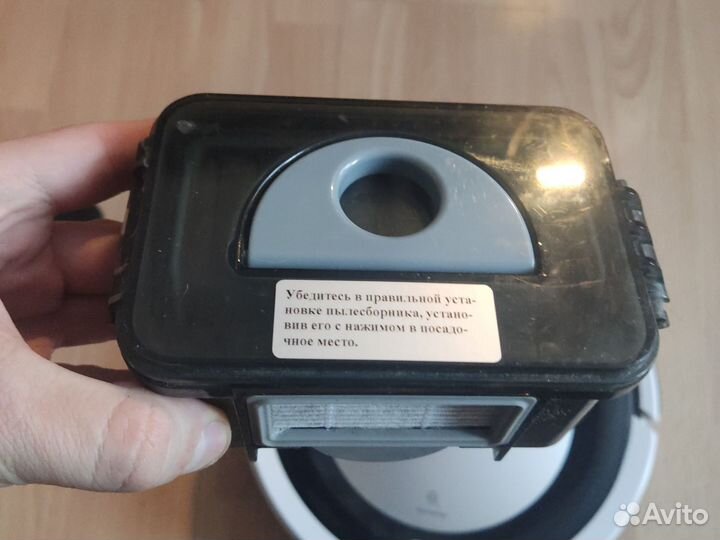 Убедитесь в правильной уста-
новке пылесборника, устано-
вив его с нажимом в посадо-
чное место.
Avito